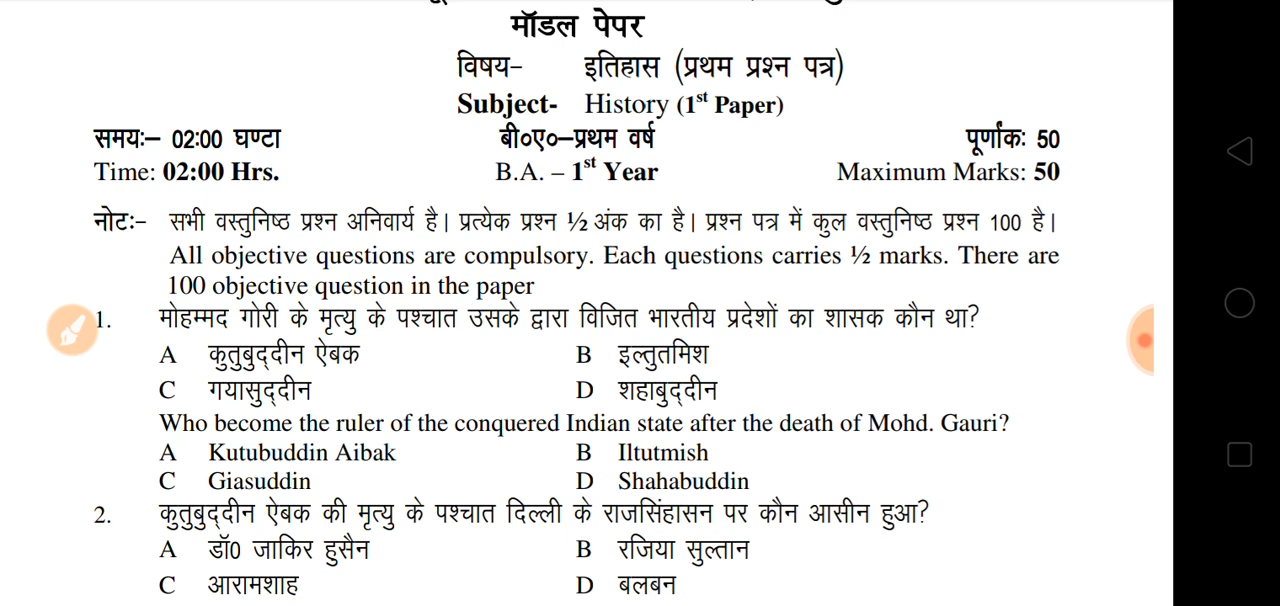 मॉडल पेपर
विषय- इतिहास (प्रथम प्रश्न पत्र)
Subject- History (1st Paper)
समयः– 02:00 घण्टा बी०ए०–प्रथम वर्ष पूर्णांकः 50
Time: 02:00 Hrs. B.A. – 1st Year Maximum Marks: 50
नोटः- सभी वस्तुनिष्ठ प्रश्न अनिवार्य है। प्रत्येक प्रश्न ½ अंक का है। प्रश्न पत्र में कुल वस्तुनिष्ठ प्रश्न 100 है।
All objective questions are compulsory. Each questions carries ½ marks. There are
100 objective question in the paper
1. मोहम्मद गोरी के मृत्यु के पश्चात उसके द्वारा विजित भारतीय प्रदेशों का शासक कौन था?
A कुतुबुद्दीन ऐबक B इल्तुतमिश
C गयासुद्दीन D शहाबुद्दीन
Who become the ruler of the conquered Indian state after the death of Mohd. Gauri?
A Kutubuddin Aibak B Iltutmish
C Giasuddin D Shahabuddin
2. कुतुबुद्दीन ऐबक की मृत्यु के पश्चात दिल्ली के राजसिंहासन पर कौन आसीन हुआ?
A डॉ0 जाकिर हुसैन B रजिया सुल्तान
C आरामशाह D बलबन